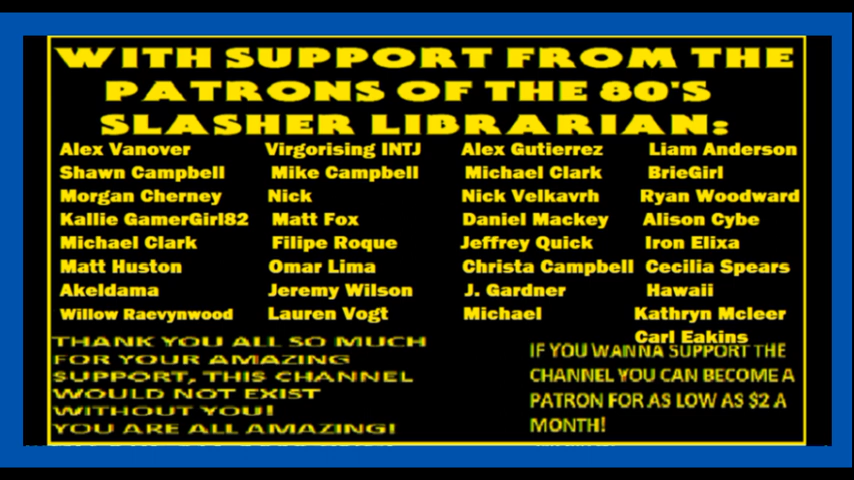 WITH SUPPORT FROM THE
PATRONS OF THE 80'S
SLASHER LIBRARIAN:
Alex Vanover
Shawn Campbell
Morgan Cherney
Kallie GamerGirl82
Michael Clark
Matt Huston
Akeldama
Willow Raevynwood
Virgorising INTJ
Mike Campbell
Nick
Matt Fox
Filipe Roque
Omar Lima
Jeremy Wilson
Lauren Vogt
Alex Gutierrez
Michael Clark
Nick Velkavrh
Daniel Mackey
Jeffrey Quick
Christa Campbell
J. Gardner
Michael
Liam Anderson
BrieGirl
Ryan Woodward
Alison Cybe
Iron Elixa
Cecilia Spears
Hawaii
Kathryn Mcleer
Carl Eakins
THANK YOU ALL SO MUCH
FOR YOUR AMAZING
SUPPORT, THIS CHANNEL
WOULD NOT EXIST
WITHOUT YOU!
YOU ARE ALL AMAZING!
IF YOU WANNA SUPPORT THE
CHANNEL YOU CAN BECOME A
PATRON FOR AS LOW AS $2 A
MONTH!